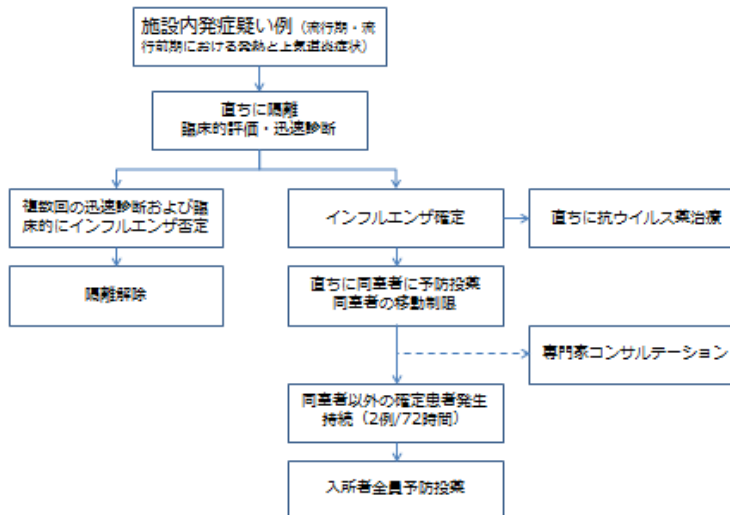 施設内発症疑い例（流行期・流
行前期における発熱と上気道炎症状）
直ちに隔離
臨床的評価・迅速診断
複数回の迅速診断および臨
床的にインフルエンザ否定
インフルエンザ確定
直ちに抗ウイルス薬治療
隔離解除
直ちに同室者に予防投薬
同室者の移動制限
専門家コンサルテーション
同室者以外の確定患者発生
持続（2例/72時間）
入所者全員予防投薬